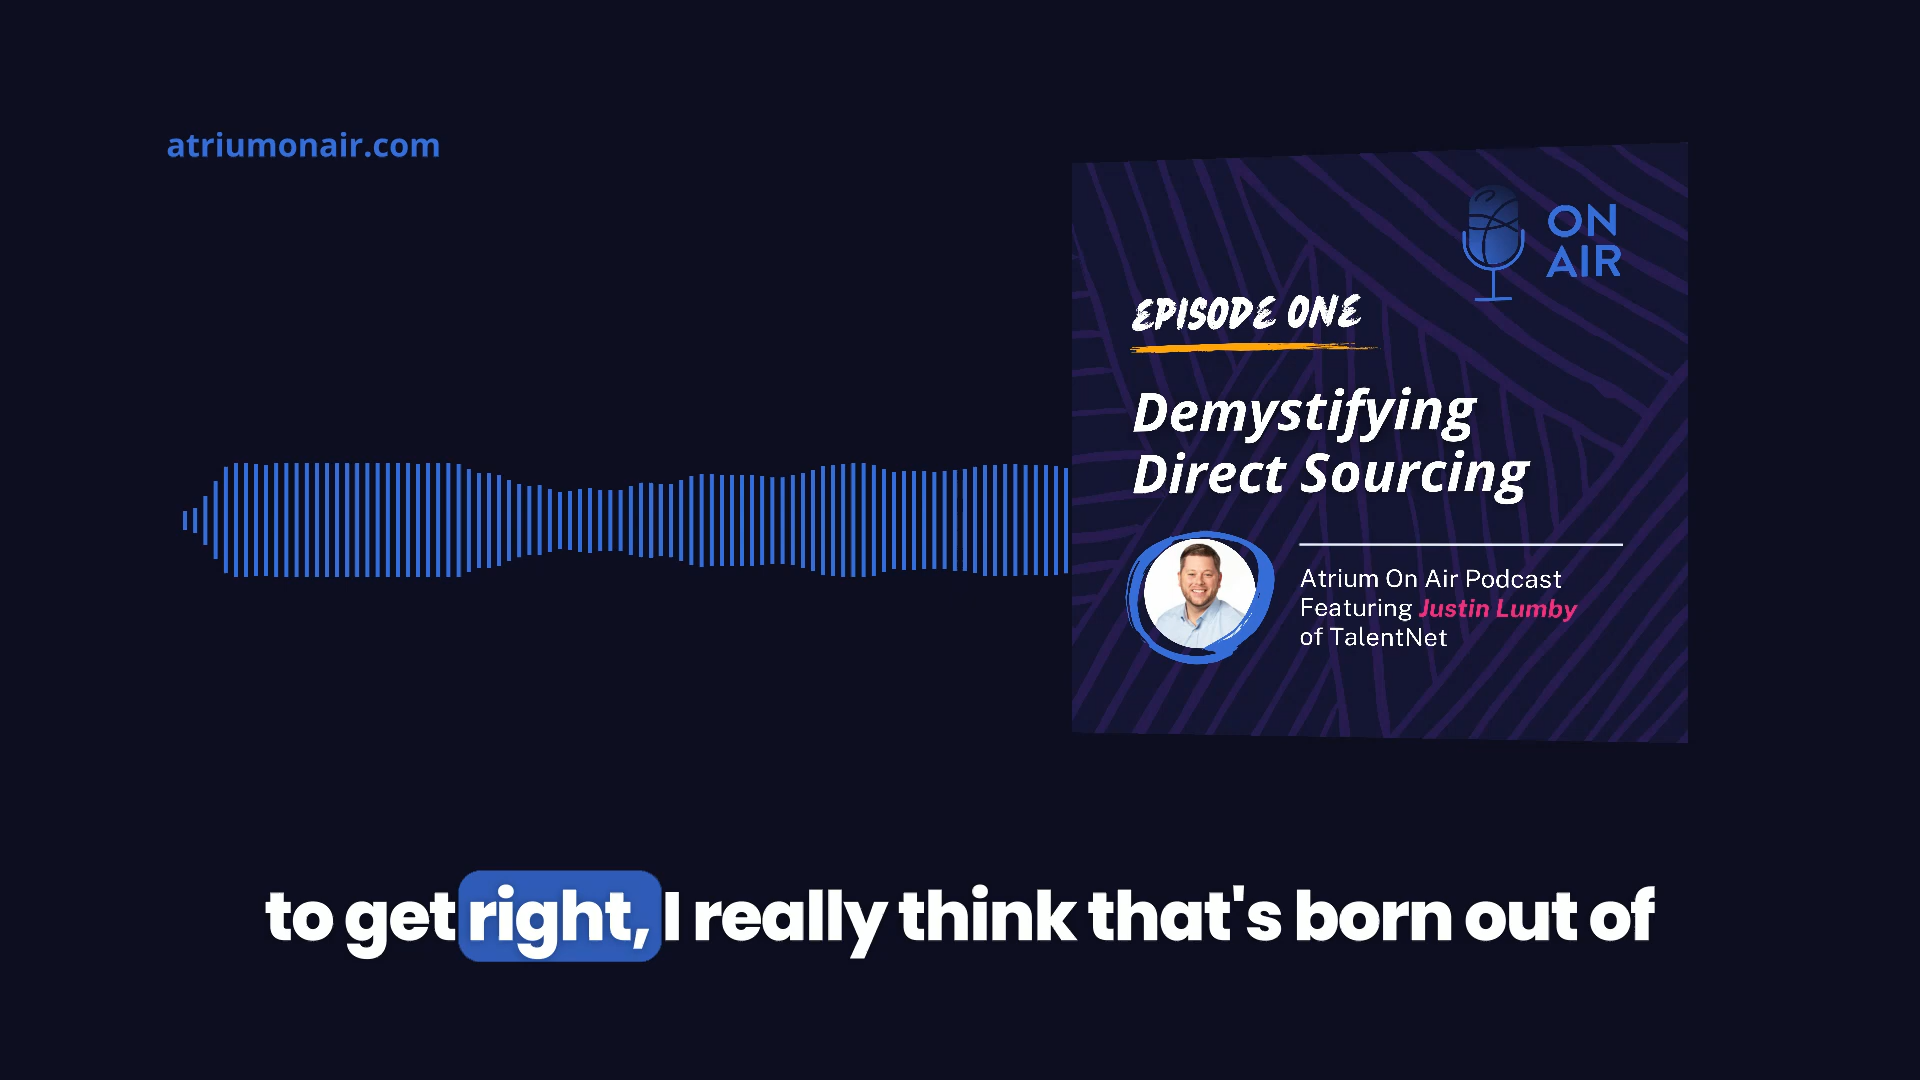 atriumonair.com
ON
AIR
EPISODE ONE
Demystifying
Direct Sourcing
Atrium On Air Podcast
Featuring Justin Lumby
of TalentNet
to get right, I really think that's born out of